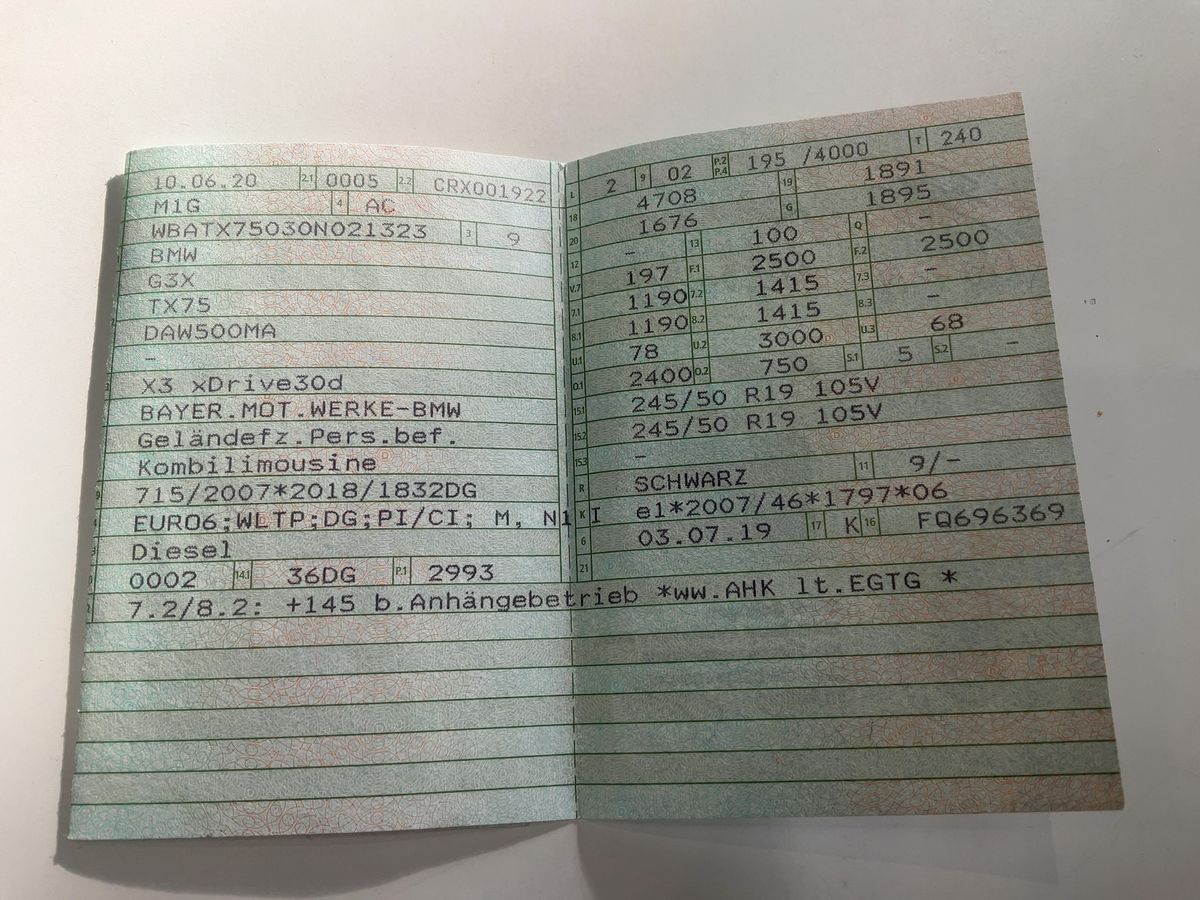 10.06.20 2.1 0005 2.2 CRX001922
M1G 4 AC
WBATX75030N021323 3 9
BMW
G3X
TX75
DAW500MA
–
X3 xDrive30d
BAYER.MOT.WERKE-BMW
Geländefz.Pers.bef.
Kombilimousine
715/2007*2018/1832DG
EURO6;WLTP;DG;PI/CI; M, N1 I
Diesel
0002 14.1 36DG P.1 2993
7.2/8.2: +145 b.Anhängebetrieb *ww.AHK lt.EGTG *
L 2 9 02 P.2 P.4 195 /4000 T 240
18 4708 19 1891
20 1676 G 1895
12 – 13 100 Q –
V.7 197 F.1 2500 F.2 2500
7.1 1190 7.2 1415 7.3 –
8.1 1190 8.2 1415 8.3 –
U.1 78 U.2 3000 U.3 68
O.1 2400 O.2 750 S.1 5 S.2 –
15.1 245/50 R19 105V
15.2 245/50 R19 105V
15.3 –
R SCHWARZ 11 9/–
K e1*2007/46*1797*06
6 03.07.19 17 K 16 FQ696369
21